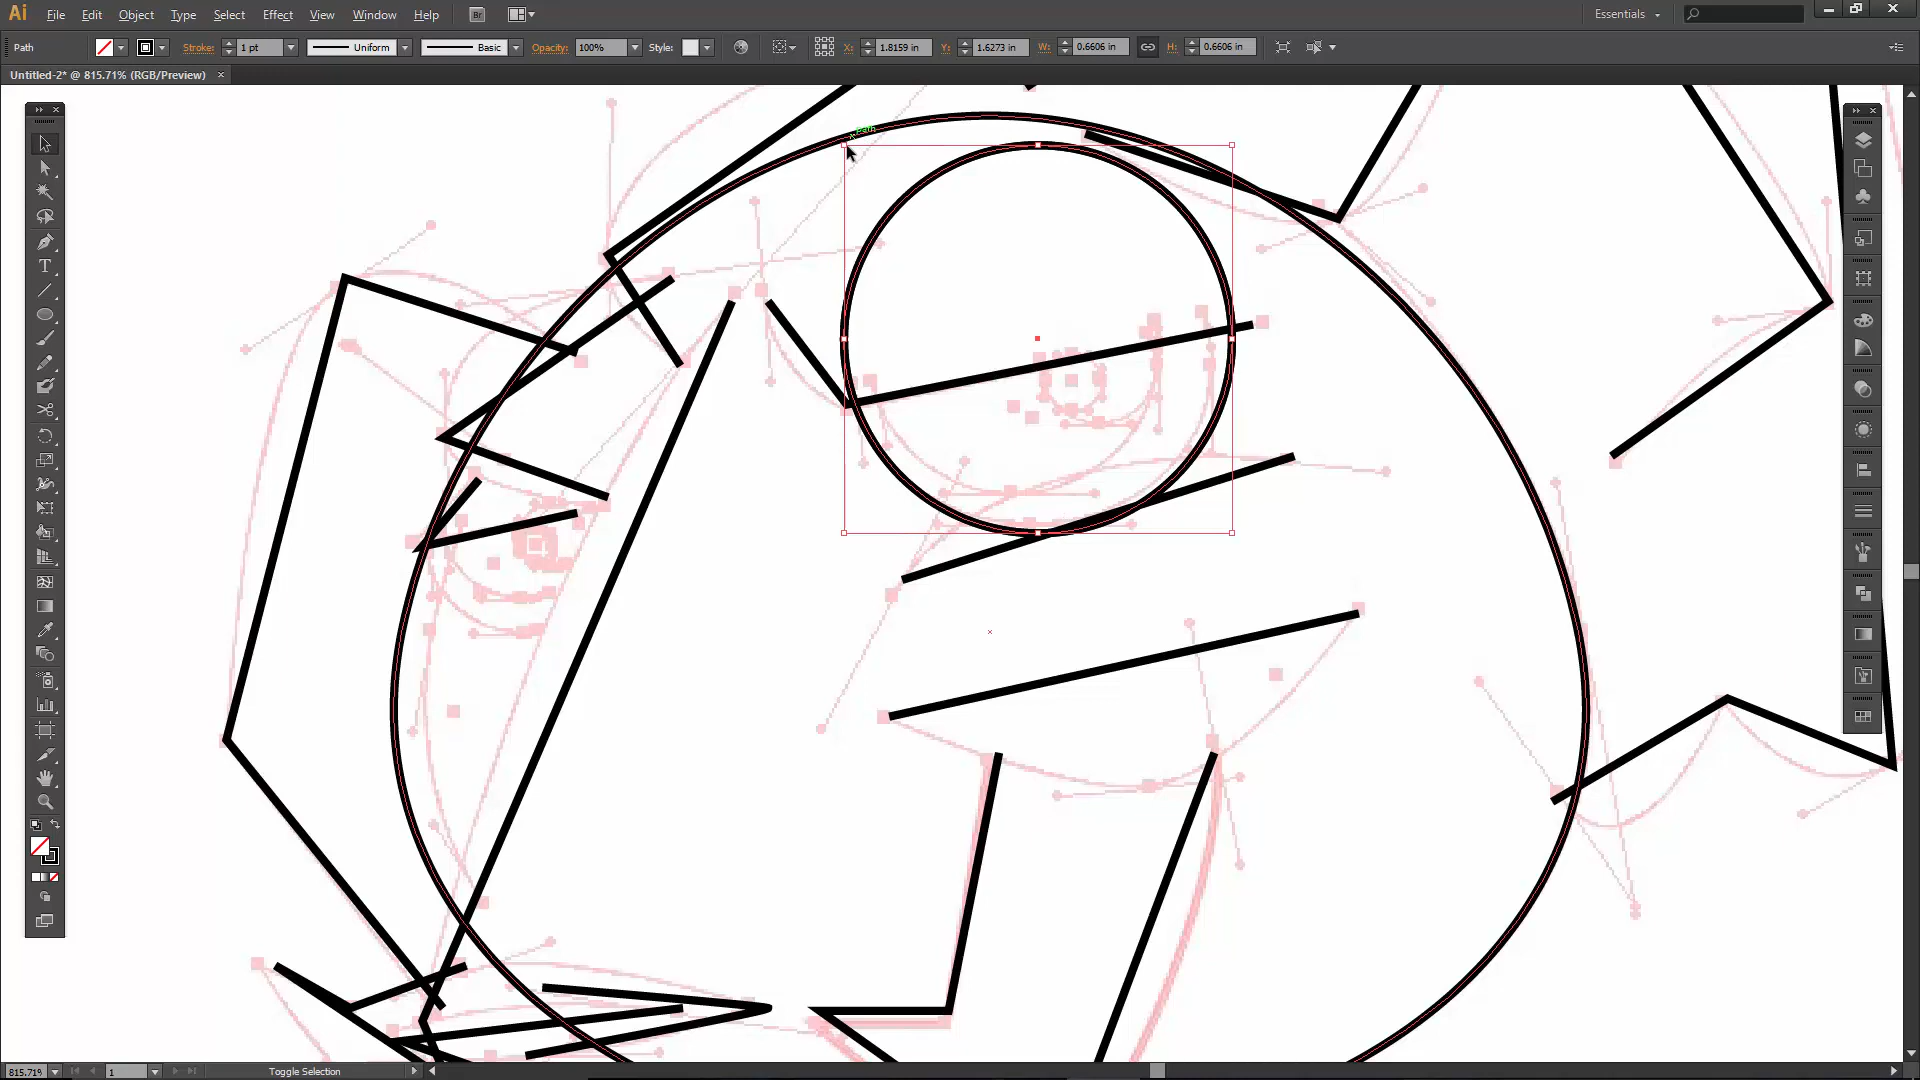 Ai File Edit Object Type Select Effect View Window Help Br Essentials
Path Stroke: 1 pt Uniform Basic Opacity: 100% Style: X: 1.8159 in Y: 1.6273 in W: 0.6606 in H: 0.6606 in
Untitled-2* @ 815.71% (RGB/Preview) ×
Path
T
815.71% 1 Toggle Selection